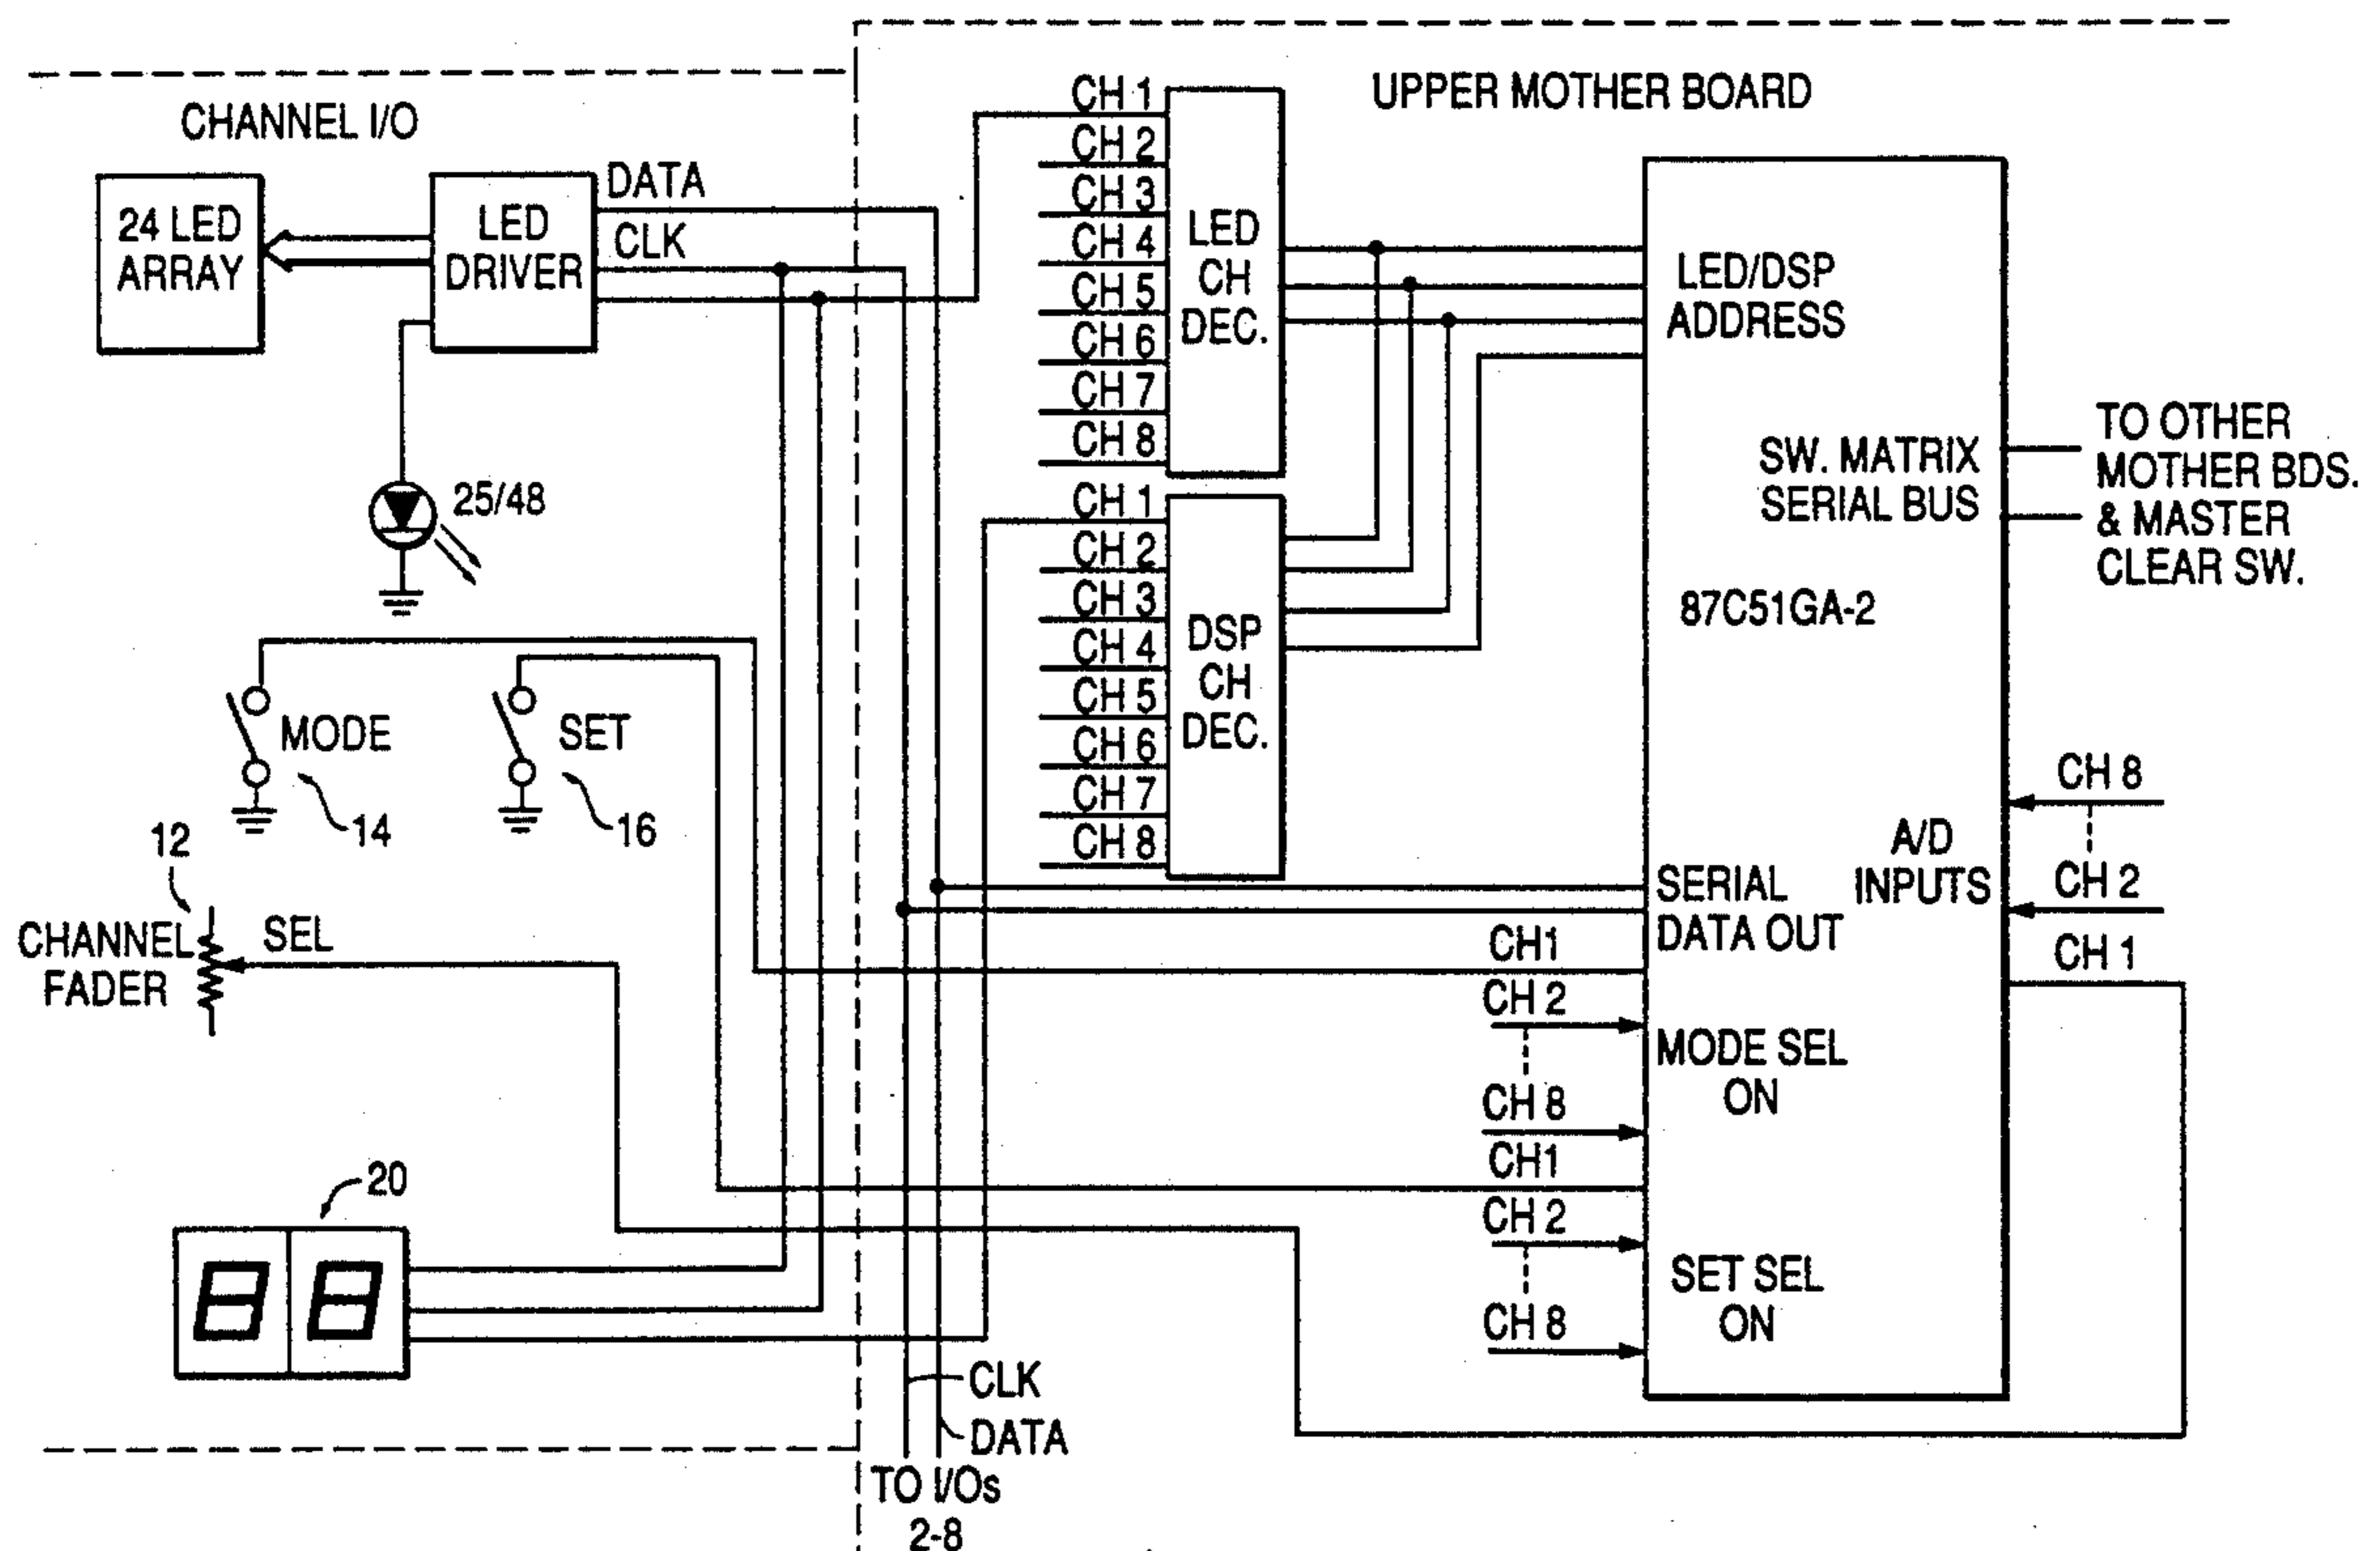 UPPER MOTHER BOARD
CHANNEL I/O
24 LED
ARRAY
LED
DRIVER
DATA
CLK
25/48
CH 1
CH 2
CH 3
CH 4
CH 5
CH 6
CH 7
CH 8
LED
CH
DEC.
CH 1
CH 2
CH 3
CH 4
CH 5
CH 6
CH 7
CH 8
DSP
CH
DEC.
LED/DSP
ADDRESS
SW. MATRIX
SERIAL BUS
TO OTHER
MOTHER BDS.
& MASTER
CLEAR SW.
87C51GA-2
MODE
14
SET
16
12
CHANNEL
FADER
SEL
20
A/D
INPUTS
CH 8
CH 2
CH 1
SERIAL
DATA OUT
CH1
CH 2
CH 8
MODE SEL
ON
CH1
CH 2
CH 8
SET SEL
ON
8 8
CLK
DATA
TO I/Os
2-8